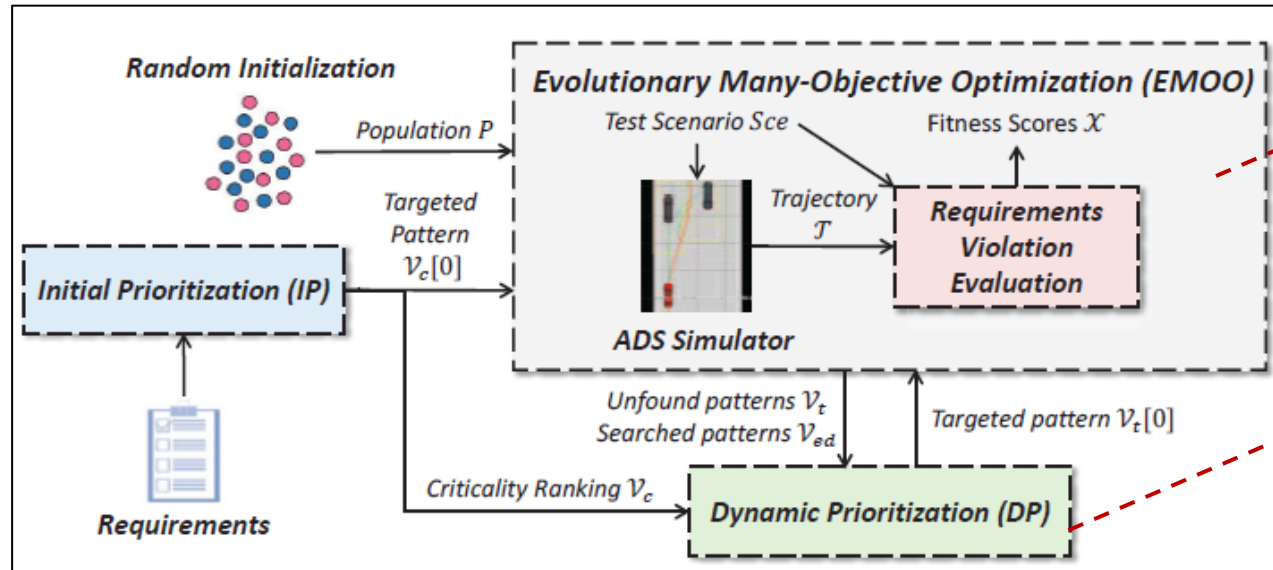 Random Initialization
Population P
Targeted
Pattern
𝒱c[0]
Initial Prioritization (IP)
Requirements
Evolutionary Many-Objective Optimization (EMOO)
Test Scenario Sce
Fitness Scores 𝒳
Trajectory
𝒯
Requirements
Violation
Evaluation
ADS Simulator
Unfound patterns 𝒱t
Searched patterns 𝒱ed
Targeted pattern 𝒱t[0]
Criticality Ranking 𝒱c
Dynamic Prioritization (DP)